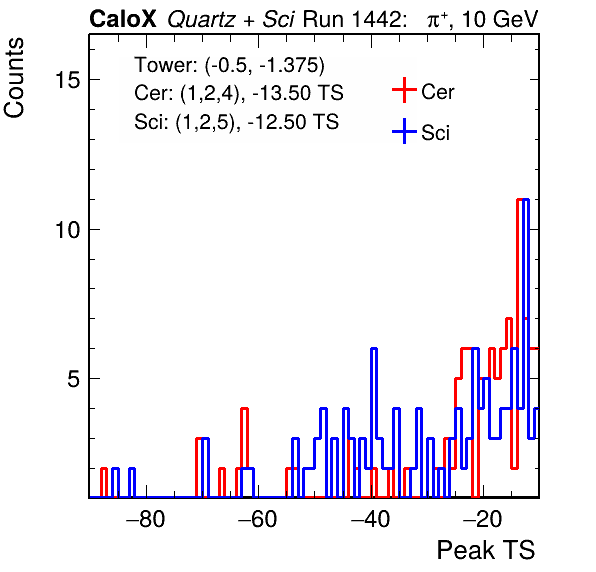 CaloX Quartz + Sci Run 1442: π⁺, 10 GeV
Counts
Tower: (-0.5, -1.375)
Cer: (1,2,4), -13.50 TS
Sci: (1,2,5), -12.50 TS
Cer
Sci
15
10
5
−80 −60 −40 −20
Peak TS